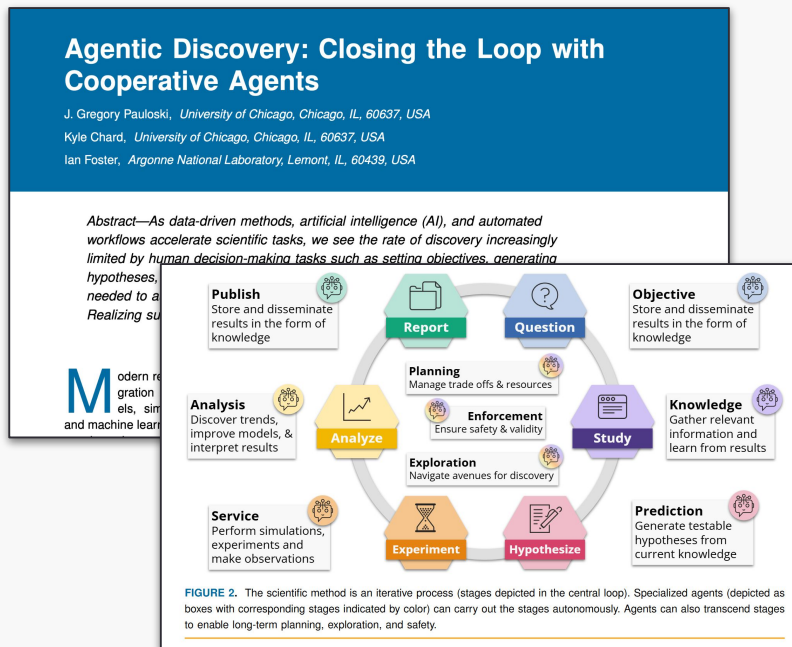 Agentic Discovery: Closing the Loop with
Cooperative Agents
J. Gregory Pauloski, University of Chicago, Chicago, IL, 60637, USA
Kyle Chard, University of Chicago, Chicago, IL, 60637, USA
Ian Foster, Argonne National Laboratory, Lemont, IL, 60439, USA
Abstract—As data-driven methods, artificial intelligence (AI), and automated
workflows accelerate scientific tasks, we see the rate of discovery increasingly
limited by human decision-making tasks such as setting objectives, generating
hypotheses,
needed to a
Realizing su
Modern re
gration
els, sim
and machine learn
Publish
Store and disseminate
results in the form of
knowledge
Report
Question
Objective
Store and disseminate
results in the form of
knowledge
Planning
Manage trade offs & resources
Analysis
Discover trends,
improve models, &
interpret results
Analyze
Enforcement
Ensure safety & validity
Study
Knowledge
Gather relevant
information and
learn from results
Exploration
Navigate avenues for discovery
Service
Perform simulations,
experiments and
make observations
Experiment
Hypothesize
Prediction
Generate testable
hypotheses from
current knowledge
FIGURE 2. The scientific method is an iterative process (stages depicted in the central loop). Specialized agents (depicted as
boxes with corresponding stages indicated by color) can carry out the stages autonomously. Agents can also transcend stages
to enable long-term planning, exploration, and safety.